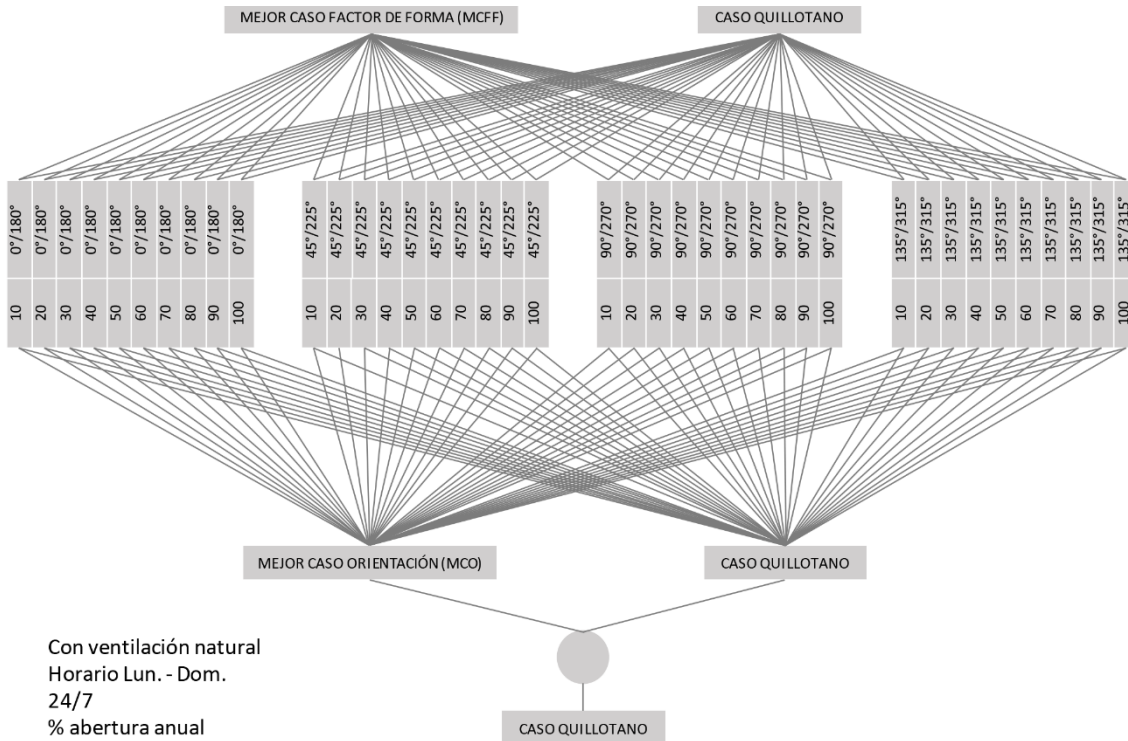 MEJOR CASO FACTOR DE FORMA (MCFF)
CASO QUILLOTANO
0°/180° 0°/180° 0°/180° 0°/180° 0°/180° 0°/180° 0°/180° 0°/180° 0°/180° 0°/180°
45°/225° 45°/225° 45°/225° 45°/225° 45°/225° 45°/225° 45°/225° 45°/225° 45°/225° 45°/225°
90°/270° 90°/270° 90°/270° 90°/270° 90°/270° 90°/270° 90°/270° 90°/270° 90°/270° 90°/270°
135°/315° 135°/315° 135°/315° 135°/315° 135°/315° 135°/315° 135°/315° 135°/315° 135°/315° 135°/315°
10 20 30 40 50 60 70 80 90 100
10 20 30 40 50 60 70 80 90 100
10 20 30 40 50 60 70 80 90 100
10 20 30 40 50 60 70 80 90 100
MEJOR CASO ORIENTACIÓN (MCO)
CASO QUILLOTANO
Con ventilación natural
Horario Lun. - Dom.
24/7
% abertura anual
CASO QUILLOTANO